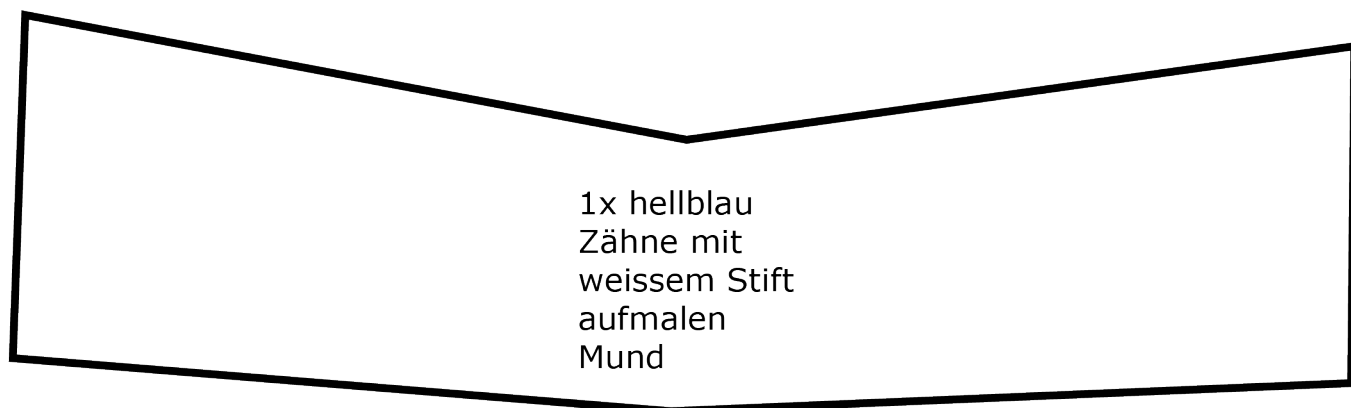 1x hellblau
Zähne mit
weissem Stift
aufmalen
Mund